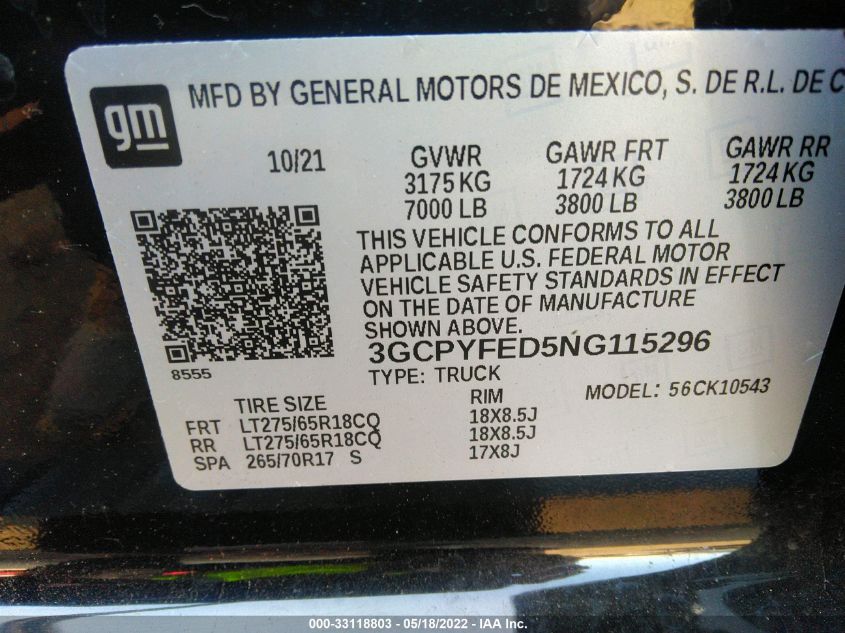 gm
MFD BY GENERAL MOTORS DE MEXICO, S. DE R.L. DE C
10/21
GVWR GAWR FRT GAWR RR
3175 KG 1724 KG 1724 KG
7000 LB 3800 LB 3800 LB
THIS VEHICLE CONFORMS TO ALL
APPLICABLE U.S. FEDERAL MOTOR
VEHICLE SAFETY STANDARDS IN EFFECT
ON THE DATE OF MANUFACTURE
SHOWN ABOVE.
3GCPYFED5NG115296
8555
TYPE: TRUCK MODEL: 56CK10543
TIRE SIZE RIM
FRT LT275/65R18CQ 18X8.5J
RR LT275/65R18CQ 18X8.5J
SPA 265/70R17 S 17X8J
000-33118803 - 05/18/2022 - IAA Inc.